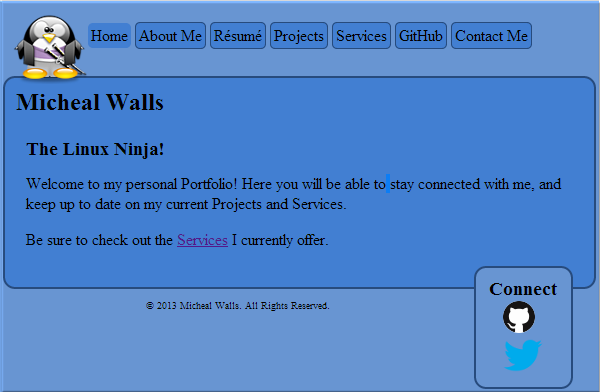 Home About Me Résumé Projects Services GitHub Contact Me
Micheal Walls
The Linux Ninja!
Welcome to my personal Portfolio! Here you will be able to stay connected with me, and
keep up to date on my current Projects and Services.
Be sure to check out the Services I currently offer.
Connect
© 2013 Micheal Walls. All Rights Reserved.